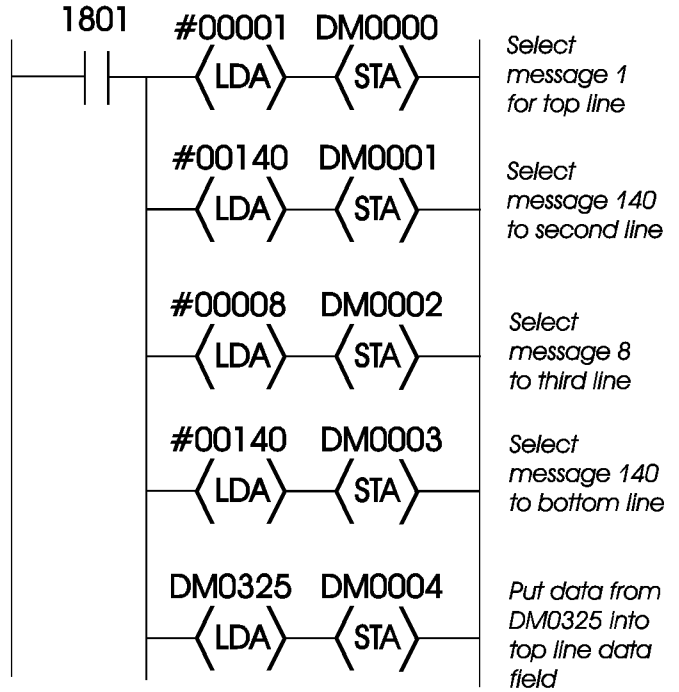 1801
#00001 DM0000
LDA STA
Select
message 1
for top line
#00140 DM0001
LDA STA
Select
message 140
to second line
#00008 DM0002
LDA STA
Select
message 8
to third line
#00140 DM0003
LDA STA
Select
message 140
to bottom line
DM0325 DM0004
LDA STA
Put data from
DM0325 into
top line data
field